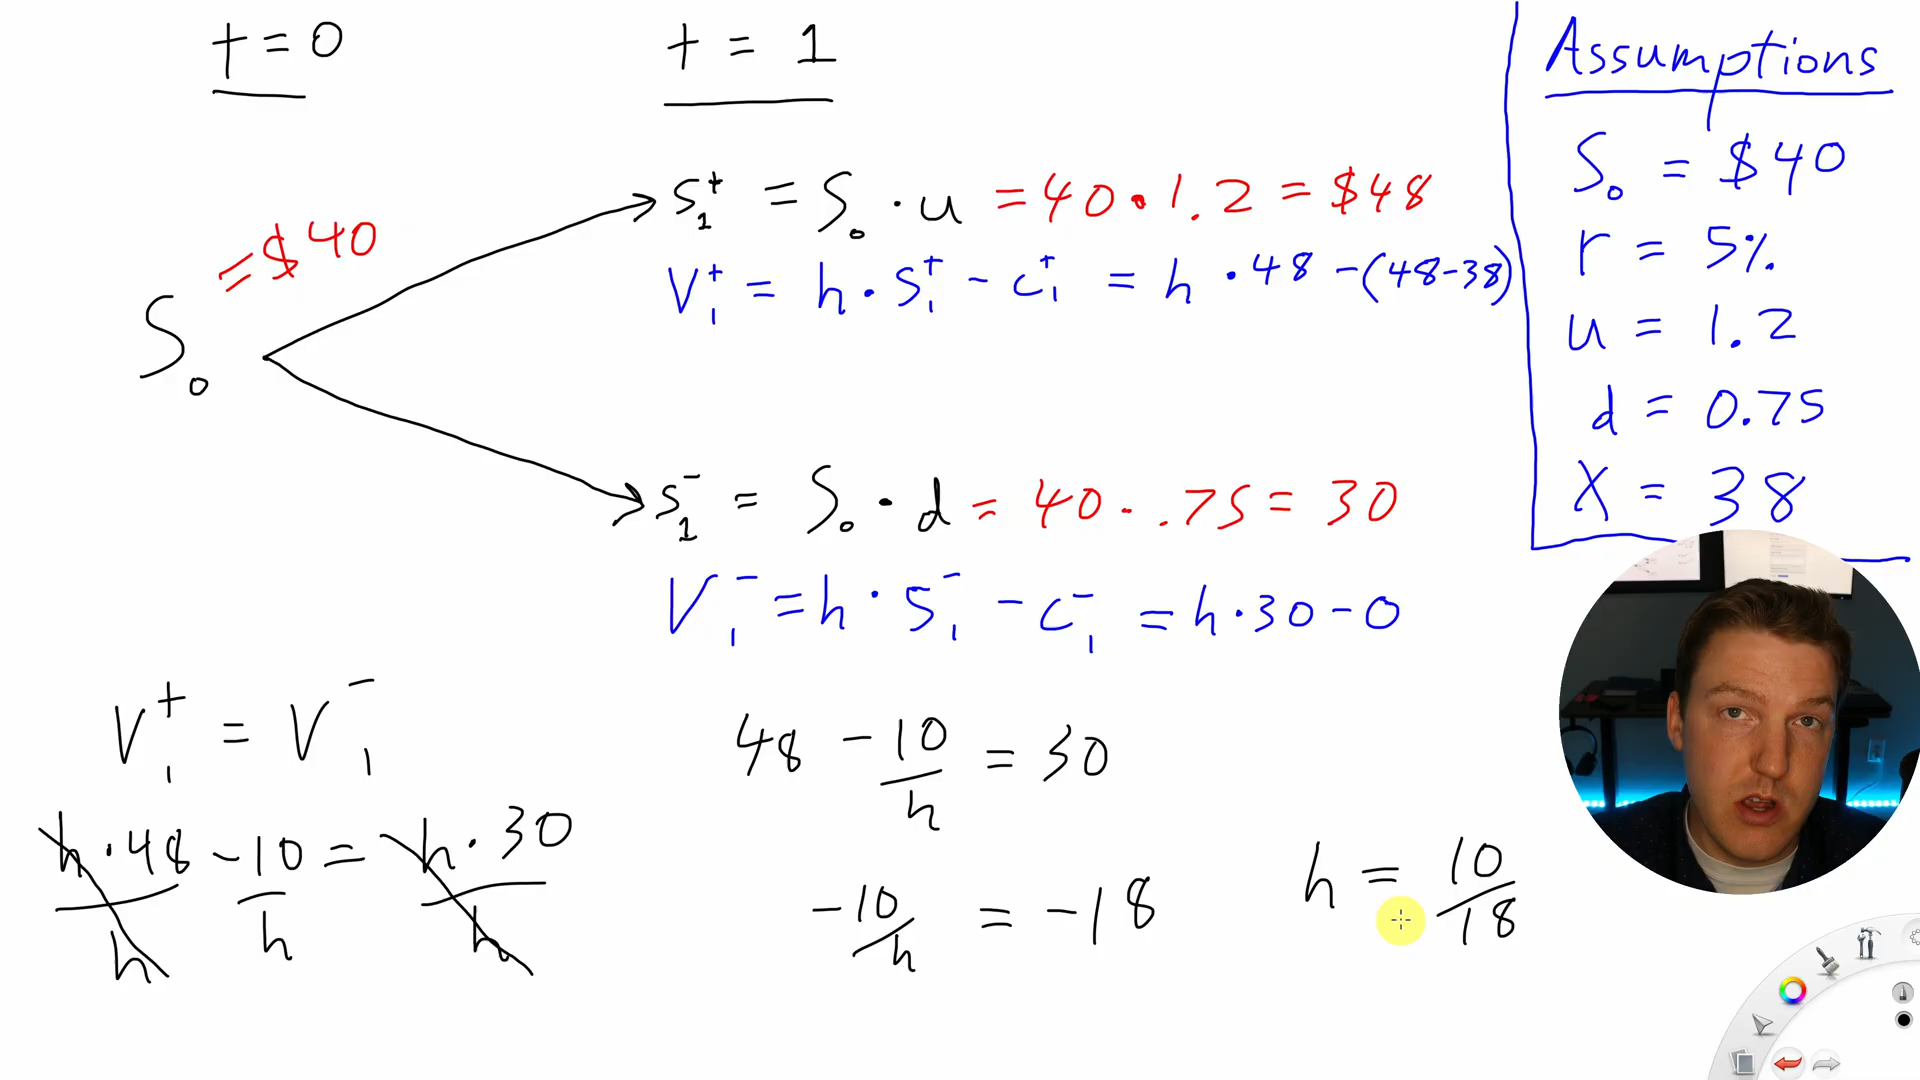 t = 0
t = 1
Assumptions
S₀ = $40
r = 5%
u = 1.2
d = 0.75
X = 38
S₀ = $40
S₁⁺ = S₀ · u = 40 · 1.2 = $48
V₁⁺ = h · S₁⁺ - C₁⁺ = h · 48 - (48-38)
S₁⁻ = S₀ · d = 40 · .75 = 30
V₁⁻ = h · S₁⁻ - C₁⁻ = h · 30 - 0
V₁⁺ = V₁⁻
h · 48 / h - 10 / h = h · 30 / h
48 - 10 / h = 30
-10 / h = -18
h = 10 / 18